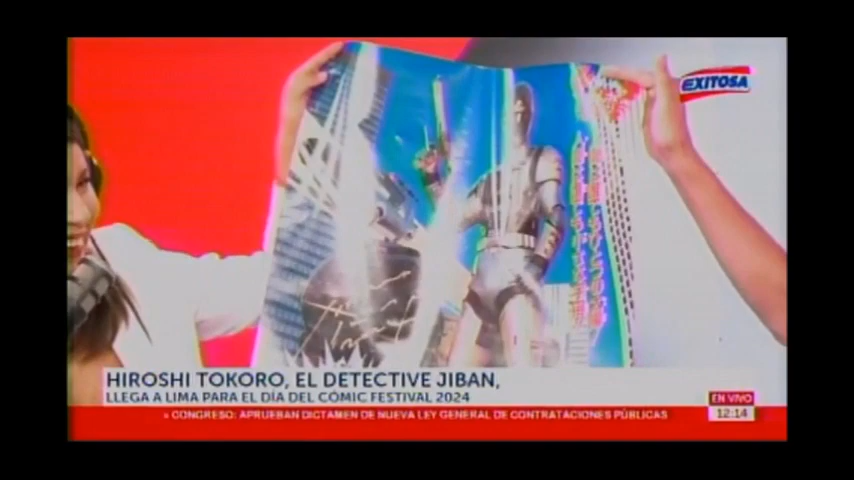 EXITOSA
HIROSHI TOKORO, EL DETECTIVE JIBAN,
LLEGA A LIMA PARA EL DÍA DEL CÓMIC FESTIVAL 2024
EN VIVO
12:14
» CONGRESO: APRUEBAN DICTAMEN DE NUEVA LEY GENERAL DE CONTRATACIONES PÚBLICAS